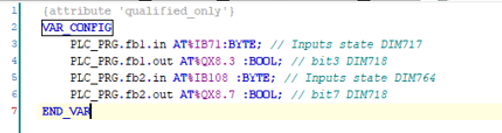 1 {attribute 'qualified_only'}
2 VAR_CONFIG
3 PLC_PRG.fb1.in AT%IB71:BYTE; // Inputs state DIM717
4 PLC_PRG.fb1.out AT%QX8.3 :BOOL; // bit3 DIM718
5 PLC_PRG.fb2.in AT%IB108 :BYTE; // Inputs state DIM764
6 PLC_PRG.fb2.out AT%QX8.7 :BOOL; // bit7 DIM718
7 END_VAR